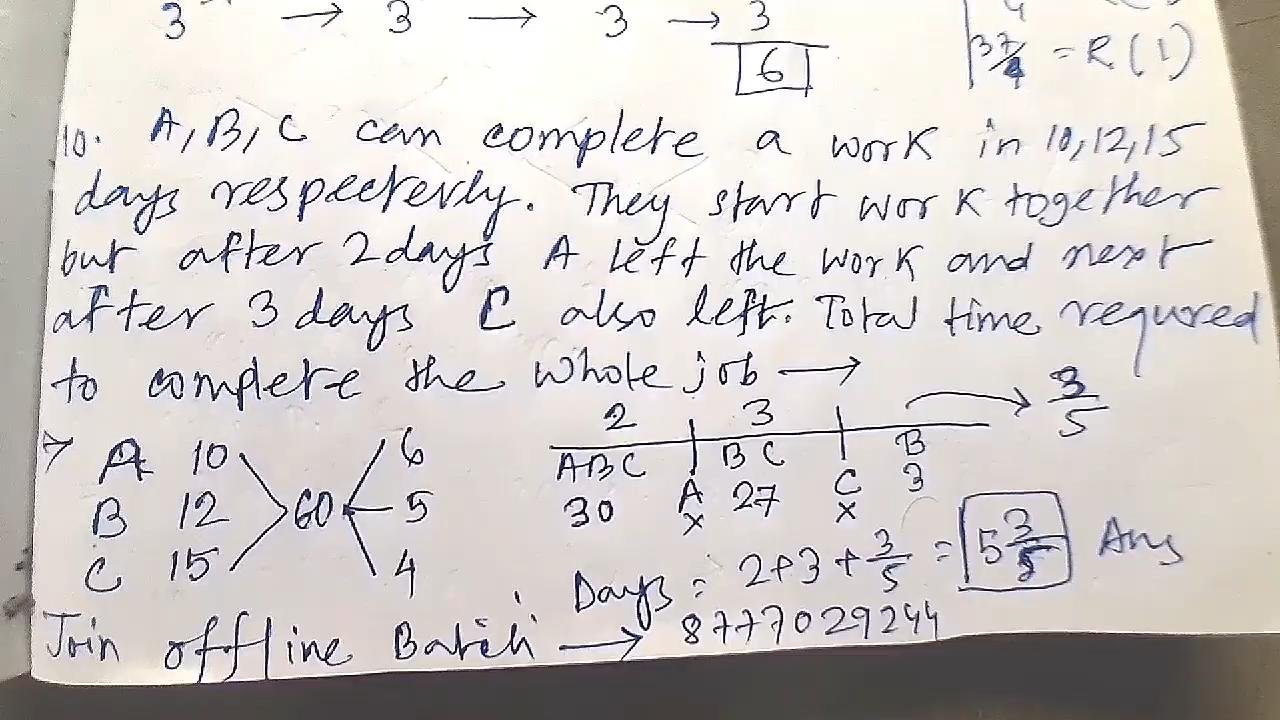 3 → 3 → 3 → 3
6
37/4 = R (1)
10. A, B, C can complete a work in 10, 12, 15
days respecterly. They start work together
but after 2 days A left the work and next
after 3 days C also left. Total time requred
to complete the whole job →
2 3 → 3/5
ABC BC B
30 A 27 C 3
x x
→ A 10 6
B 12 60 5
C 15 4
Days = 2+3+3/5 = 5 3/5 Ans
Join offline Batch → 8777029244